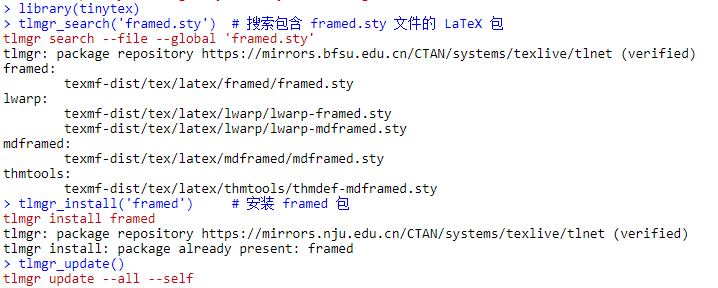 > library(tinytex)
> tlmgr_search('framed.sty')  # 搜索包含 framed.sty 文件的 LaTeX 包
tlmgr search --file --global 'framed.sty'
tlmgr: package repository https://mirrors.bfsu.edu.cn/CTAN/systems/texlive/tlnet (verified)
framed:
        texmf-dist/tex/latex/framed/framed.sty
lwarp:
        texmf-dist/tex/latex/lwarp/lwarp-framed.sty
        texmf-dist/tex/latex/lwarp/lwarp-mdframed.sty
mdframed:
        texmf-dist/tex/latex/mdframed/mdframed.sty
thmtools:
        texmf-dist/tex/latex/thmtools/thmdef-mdframed.sty
> tlmgr_install('framed')     # 安装 framed 包
tlmgr install framed
tlmgr: package repository https://mirrors.nju.edu.cn/CTAN/systems/texlive/tlnet (verified)
tlmgr install: package already present: framed
> tlmgr_update()
tlmgr update --all --self